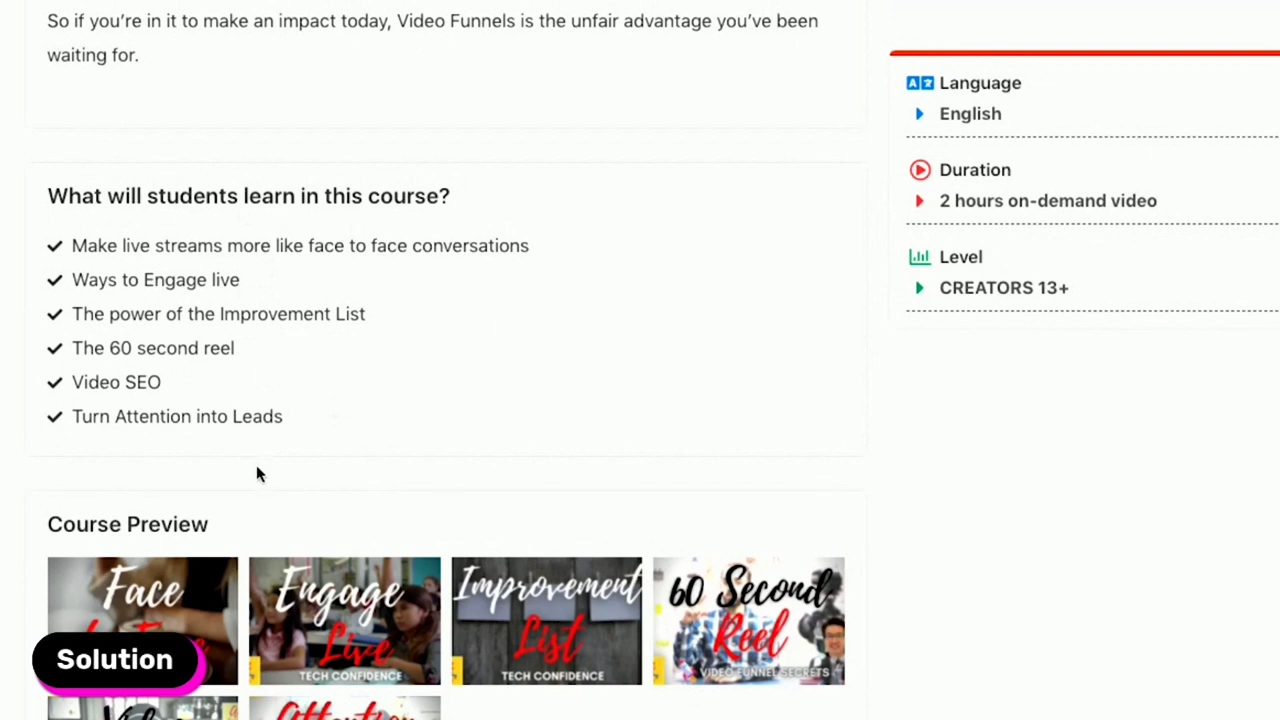 So if you're in it to make an impact today, Video Funnels is the unfair advantage you've been
waiting for.
Language
English
Duration
2 hours on-demand video
Level
CREATORS 13+
What will students learn in this course?
Make live streams more like face to face conversations
Ways to Engage live
The power of the Improvement List
The 60 second reel
Video SEO
Turn Attention into Leads
Course Preview
Face
Engage
Live
TECH CONFIDENCE
Improvement
List
TECH CONFIDENCE
60 Second
Reel
VIDEO FUNNEL SECRETS
Solution